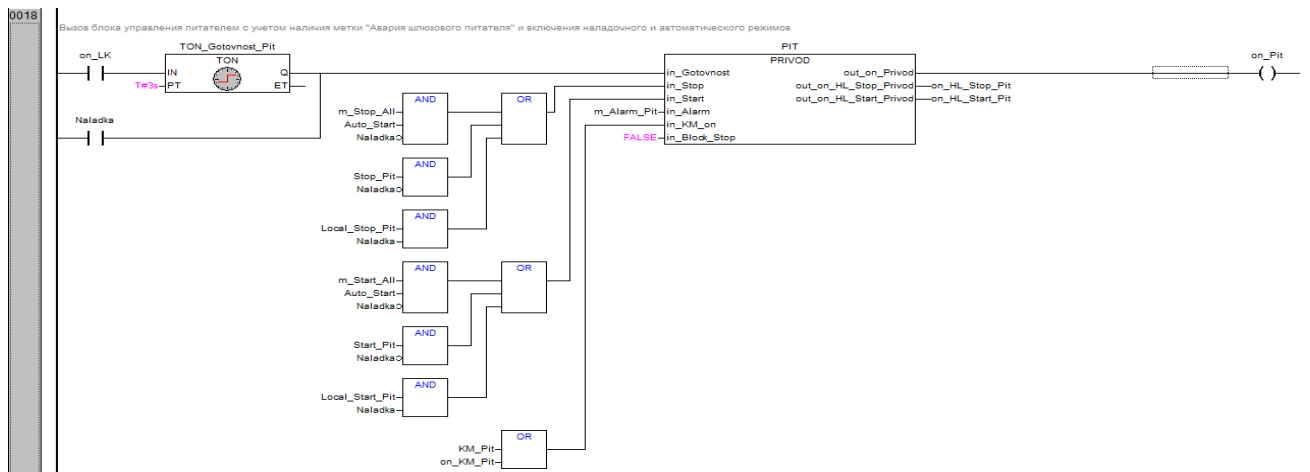 0018
Вызов блока управления питателем с учетом наличия метки "Авария шлюзового питателя" и включения наладочного и автоматического режимов
on_LK
TON_Gotovnost_Pit
TON
IN Q
T#3s PT ET
Naladka
PIT
PRIVOD
in_Gotovnost out_on_Privod
in_Stop out_on_HL_Stop_Privod on_HL_Stop_Pit
in_Start out_on_HL_Start_Privod on_HL_Start_Pit
m_Alarm_Pit in_Alarm
in_KM_on
FALSE in_Block_Stop
on_Pit
AND
m_Stop_All
Auto_Start
Naladka
OR
AND
Stop_Pit
Naladka
AND
Local_Stop_Pit
Naladka
AND
m_Start_All
Auto_Start
Naladka
OR
AND
Start_Pit
Naladka
AND
Local_Start_Pit
Naladka
OR
KM_Pit
on_KM_Pit